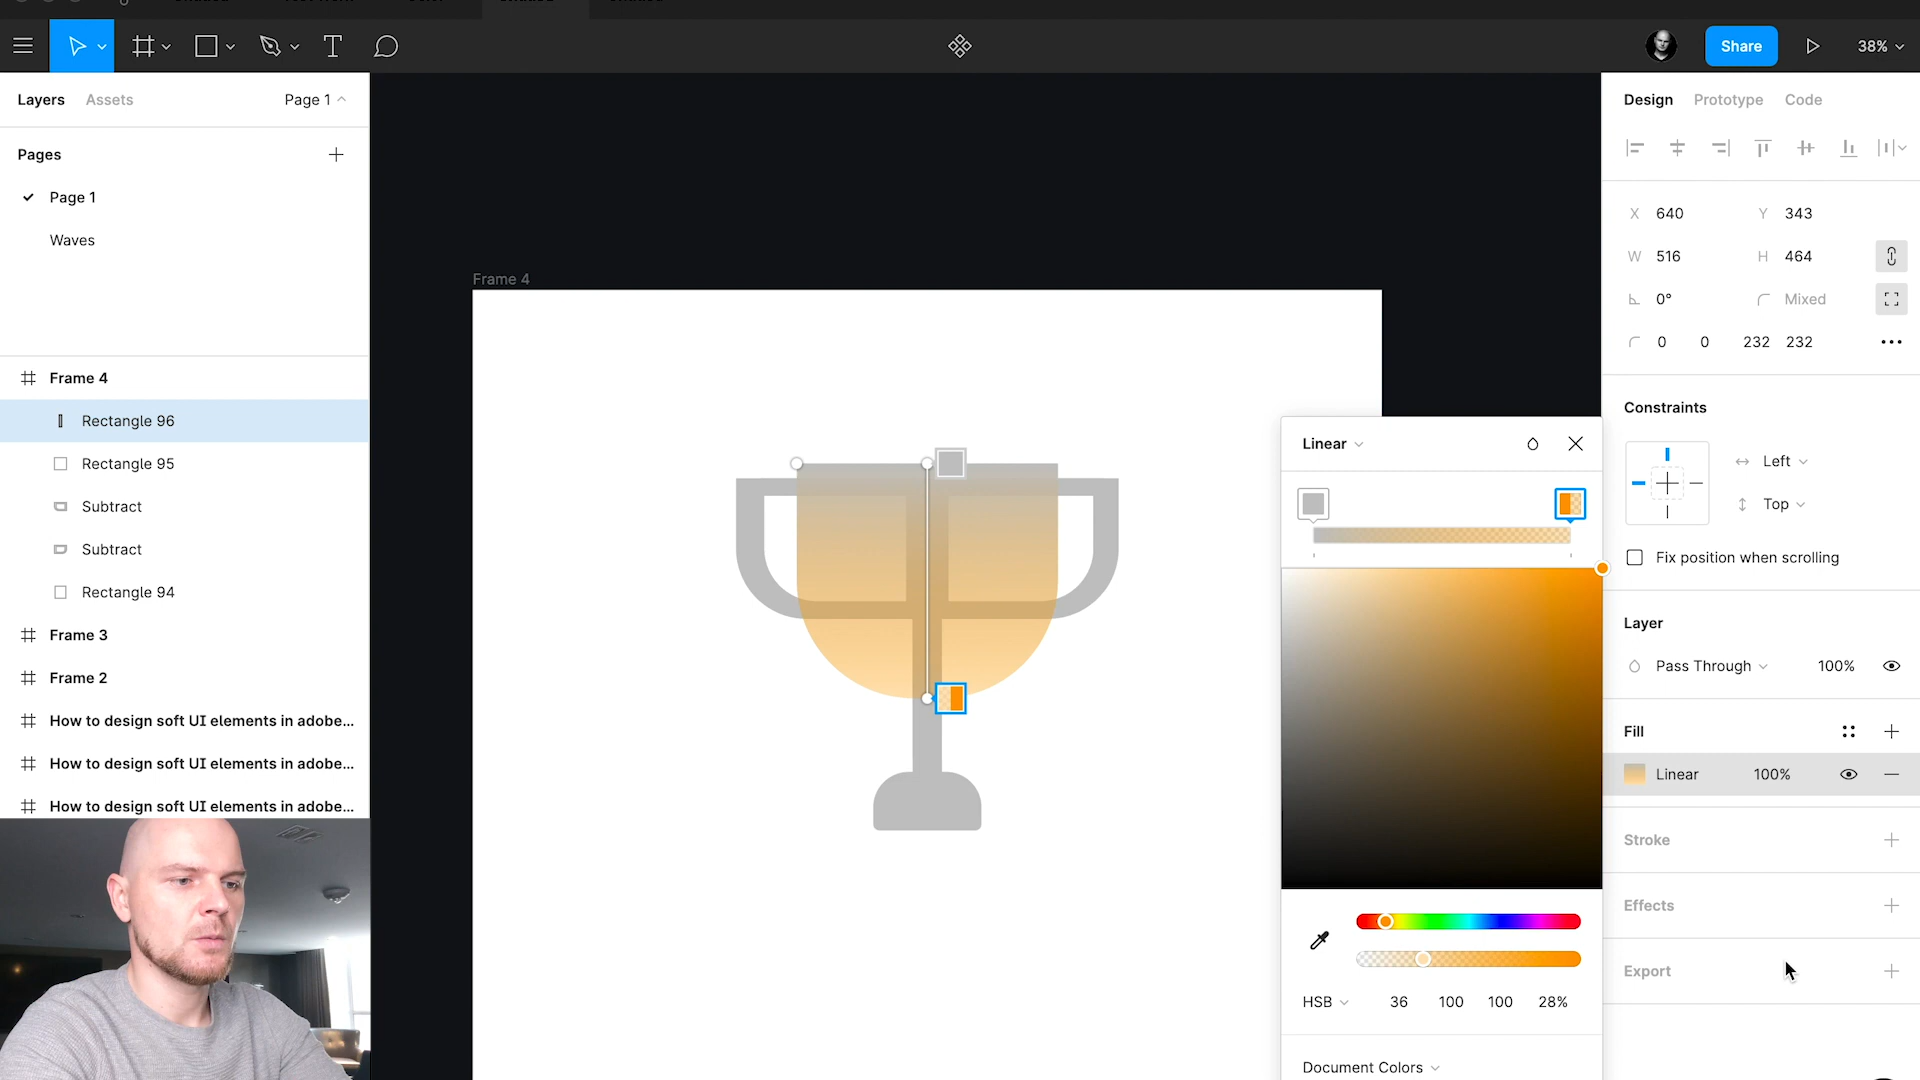 Share
38%
Layers
Assets
Page 1
Pages
Page 1
Waves
Frame 4
Rectangle 96
Rectangle 95
Subtract
Subtract
Rectangle 94
Frame 3
Frame 2
How to design soft UI elements in adobe...
How to design soft UI elements in adobe...
How to design soft UI elements in adobe...
Frame 4
Linear
HSB 36 100 100 28%
Document Colors
Design Prototype Code
X 640 Y 343
W 516 H 464
0° Mixed
0 0 232 232
Constraints
Left
Top
Fix position when scrolling
Layer
Pass Through 100%
Fill
Linear 100%
Stroke
Effects
Export